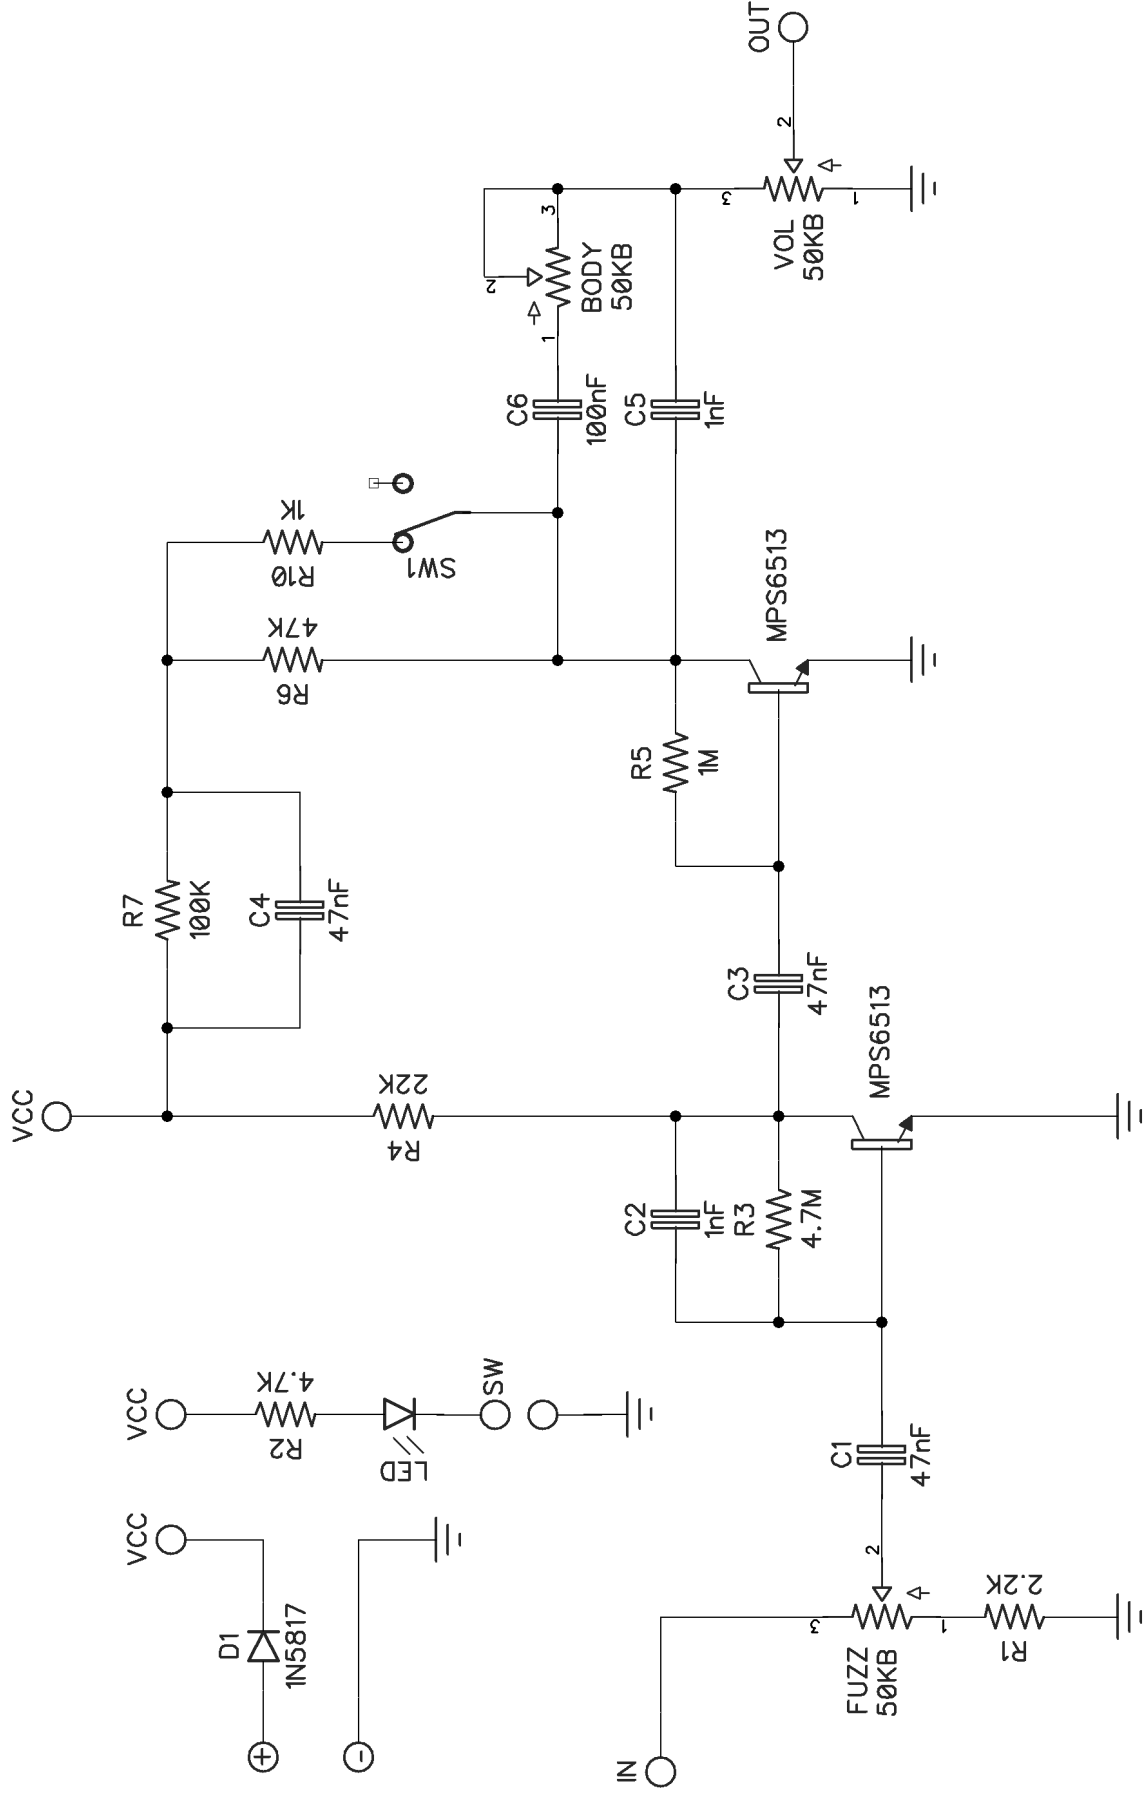 VCC
R7
100K
C4
47nF
R6
47K
R10
1K
SW1
C6
100nF
1
BODY
50KB
2
3
C5
1nF
OUT
2
3
VOL
50KB
1
R5
1M
MPS6513
C3
47nF
R4
22K
C2
1nF
R3
4.7M
MPS6513
VCC
R2
4.7K
LED
SW
VCC
D1
1N5817
+
-
IN
3
FUZZ
50KB
2
1
R1
2.2K
C1
47nF